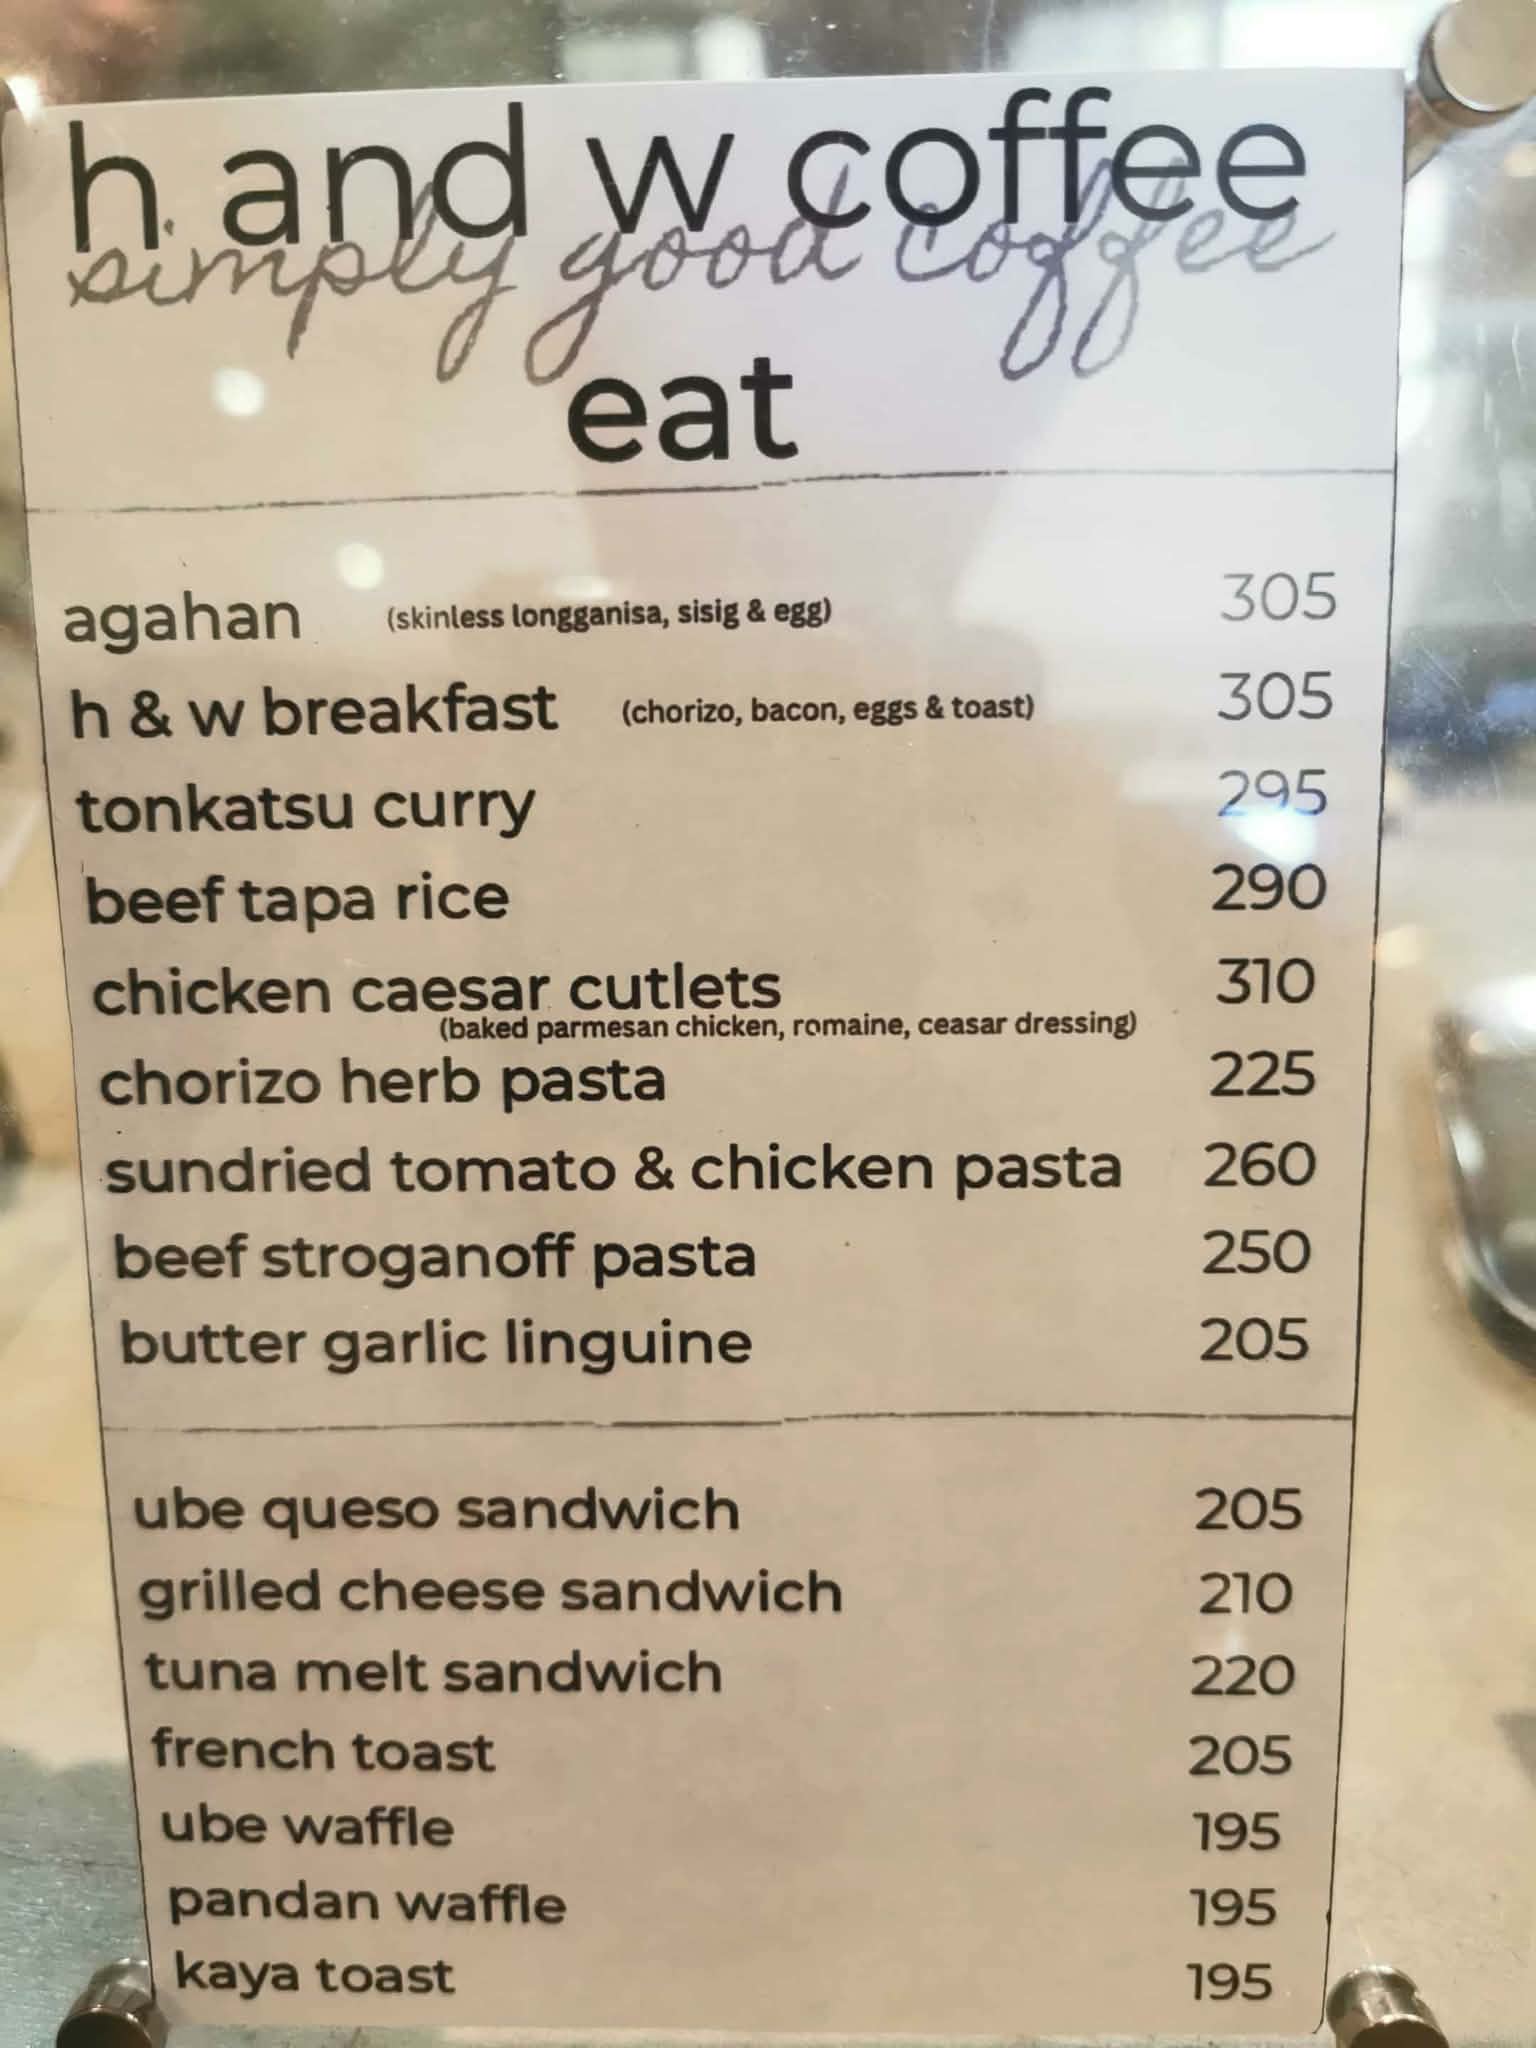 h and w coffee
simply good coffee
eat
agahan (skinless longganisa, sisig & egg) 305
h & w breakfast (chorizo, bacon, eggs & toast) 305
tonkatsu curry 295
beef tapa rice 290
chicken caesar cutlets 310
(baked parmesan chicken, romaine, ceasar dressing)
chorizo herb pasta 225
sundried tomato & chicken pasta 260
beef stroganoff pasta 250
butter garlic linguine 205
ube queso sandwich 205
grilled cheese sandwich 210
tuna melt sandwich 220
french toast 205
ube waffle 195
pandan waffle 195
kaya toast 195